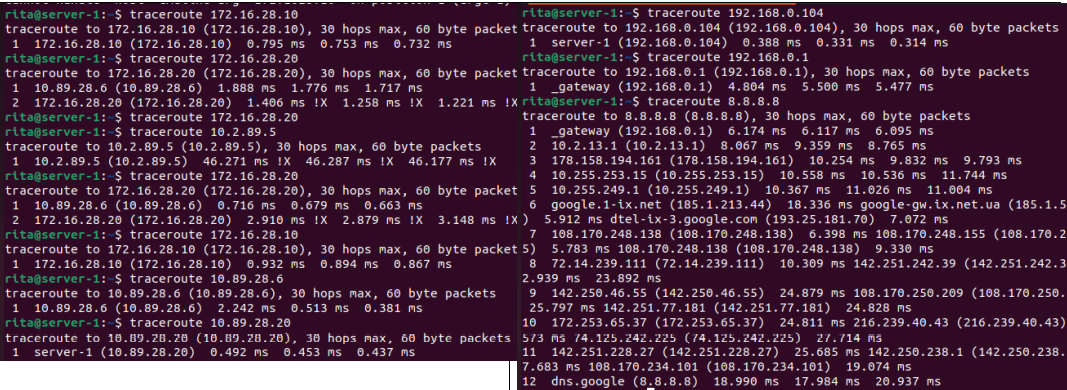 rita@server-1:~$ traceroute 172.16.28.10
traceroute to 172.16.28.10 (172.16.28.10), 30 hops max, 60 byte packet
1 172.16.28.10 (172.16.28.10) 0.795 ms 0.753 ms 0.732 ms
rita@server-1:~$ traceroute 172.16.28.20
traceroute to 172.16.28.20 (172.16.28.20), 30 hops max, 60 byte packet
1 10.89.28.6 (10.89.28.6) 1.888 ms 1.776 ms 1.717 ms
2 172.16.28.20 (172.16.28.20) 1.406 ms !X 1.258 ms !X 1.221 ms !X
rita@server-1:~$ traceroute 172.16.28.20
rita@server-1:~$ traceroute 10.2.89.5
traceroute to 10.2.89.5 (10.2.89.5), 30 hops max, 60 byte packets
1 10.2.89.5 (10.2.89.5) 46.271 ms !X 46.287 ms !X 46.177 ms !X
rita@server-1:~$ traceroute 172.16.28.20
traceroute to 172.16.28.20 (172.16.28.20), 30 hops max, 60 byte packet
1 10.89.28.6 (10.89.28.6) 0.716 ms 0.679 ms 0.663 ms
2 172.16.28.20 (172.16.28.20) 2.910 ms !X 2.879 ms !X 3.148 ms !X
rita@server-1:~$ traceroute 172.16.28.10
traceroute to 172.16.28.10 (172.16.28.10), 30 hops max, 60 byte packet
1 172.16.28.10 (172.16.28.10) 0.932 ms 0.894 ms 0.867 ms
rita@server-1:~$ traceroute 10.89.28.6
traceroute to 10.89.28.6 (10.89.28.6), 30 hops max, 60 byte packets
1 10.89.28.6 (10.89.28.6) 2.242 ms 0.513 ms 0.381 ms
rita@server-1:~$ traceroute 10.89.28.20
traceroute to 10.89.28.20 (10.89.28.20), 30 hops max, 60 byte packets
1 server-1 (10.89.28.20) 0.492 ms 0.453 ms 0.437 ms
rita@server-1:~$ traceroute 192.168.0.104
traceroute to 192.168.0.104 (192.168.0.104), 30 hops max, 60 byte packets
1 server-1 (192.168.0.104) 0.388 ms 0.331 ms 0.314 ms
rita@server-1:~$ traceroute 192.168.0.1
traceroute to 192.168.0.1 (192.168.0.1), 30 hops max, 60 byte packets
1 _gateway (192.168.0.1) 4.804 ms 5.500 ms 5.477 ms
rita@server-1:~$ traceroute 8.8.8.8
traceroute to 8.8.8.8 (8.8.8.8), 30 hops max, 60 byte packets
1 _gateway (192.168.0.1) 6.174 ms 6.117 ms 6.095 ms
2 10.2.13.1 (10.2.13.1) 8.067 ms 9.359 ms 8.765 ms
3 178.158.194.161 (178.158.194.161) 10.254 ms 9.832 ms 9.793 ms
4 10.255.253.15 (10.255.253.15) 10.558 ms 10.536 ms 11.744 ms
5 10.255.249.1 (10.255.249.1) 10.367 ms 11.026 ms 11.004 ms
6 google.1-ix.net (185.1.213.44) 18.336 ms google-gw.ix.net.ua (185.1.5
) 5.912 ms dtel-ix-3.google.com (193.25.181.70) 7.072 ms
7 108.170.248.138 (108.170.248.138) 6.398 ms 108.170.248.155 (108.170.2
5) 5.783 ms 108.170.248.138 (108.170.248.138) 9.330 ms
8 72.14.239.111 (72.14.239.111) 10.309 ms 142.251.242.39 (142.251.242.3
2.939 ms 23.892 ms
9 142.250.46.55 (142.250.46.55) 24.879 ms 108.170.250.209 (108.170.250.
25.797 ms 142.251.77.181 (142.251.77.181) 24.828 ms
10 172.253.65.37 (172.253.65.37) 24.811 ms 216.239.40.43 (216.239.40.43)
573 ms 74.125.242.225 (74.125.242.225) 27.714 ms
11 142.251.228.27 (142.251.228.27) 25.685 ms 142.250.238.1 (142.250.238.
7.683 ms 108.170.234.101 (108.170.234.101) 19.074 ms
12 dns.google (8.8.8.8) 18.990 ms 17.984 ms 20.937 ms